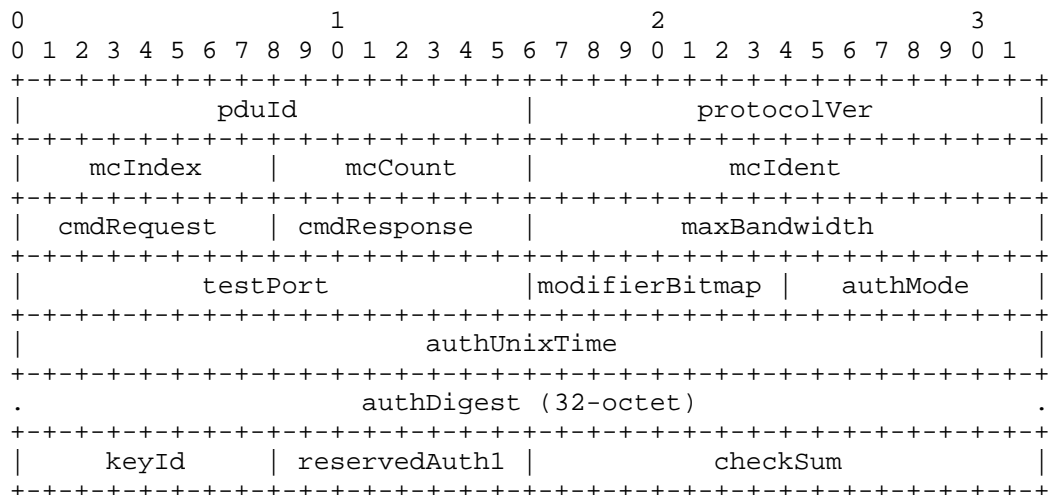 0                   1                   2                   3
0 1 2 3 4 5 6 7 8 9 0 1 2 3 4 5 6 7 8 9 0 1 2 3 4 5 6 7 8 9 0 1
+-+-+-+-+-+-+-+-+-+-+-+-+-+-+-+-+-+-+-+-+-+-+-+-+-+-+-+-+-+-+-+-+
|            pduId              |          protocolVer          |
+-+-+-+-+-+-+-+-+-+-+-+-+-+-+-+-+-+-+-+-+-+-+-+-+-+-+-+-+-+-+-+-+
|    mcIndex    |    mcCount    |            mcIdent            |
+-+-+-+-+-+-+-+-+-+-+-+-+-+-+-+-+-+-+-+-+-+-+-+-+-+-+-+-+-+-+-+-+
|  cmdRequest   | cmdResponse   |         maxBandwidth          |
+-+-+-+-+-+-+-+-+-+-+-+-+-+-+-+-+-+-+-+-+-+-+-+-+-+-+-+-+-+-+-+-+
|           testPort            |modifierBitmap |   authMode    |
+-+-+-+-+-+-+-+-+-+-+-+-+-+-+-+-+-+-+-+-+-+-+-+-+-+-+-+-+-+-+-+-+
|                         authUnixTime                          |
+-+-+-+-+-+-+-+-+-+-+-+-+-+-+-+-+-+-+-+-+-+-+-+-+-+-+-+-+-+-+-+-+
.                     authDigest (32-octet)                     .
+-+-+-+-+-+-+-+-+-+-+-+-+-+-+-+-+-+-+-+-+-+-+-+-+-+-+-+-+-+-+-+-+
|     keyId     | reservedAuth1 |           checkSum            |
+-+-+-+-+-+-+-+-+-+-+-+-+-+-+-+-+-+-+-+-+-+-+-+-+-+-+-+-+-+-+-+-+